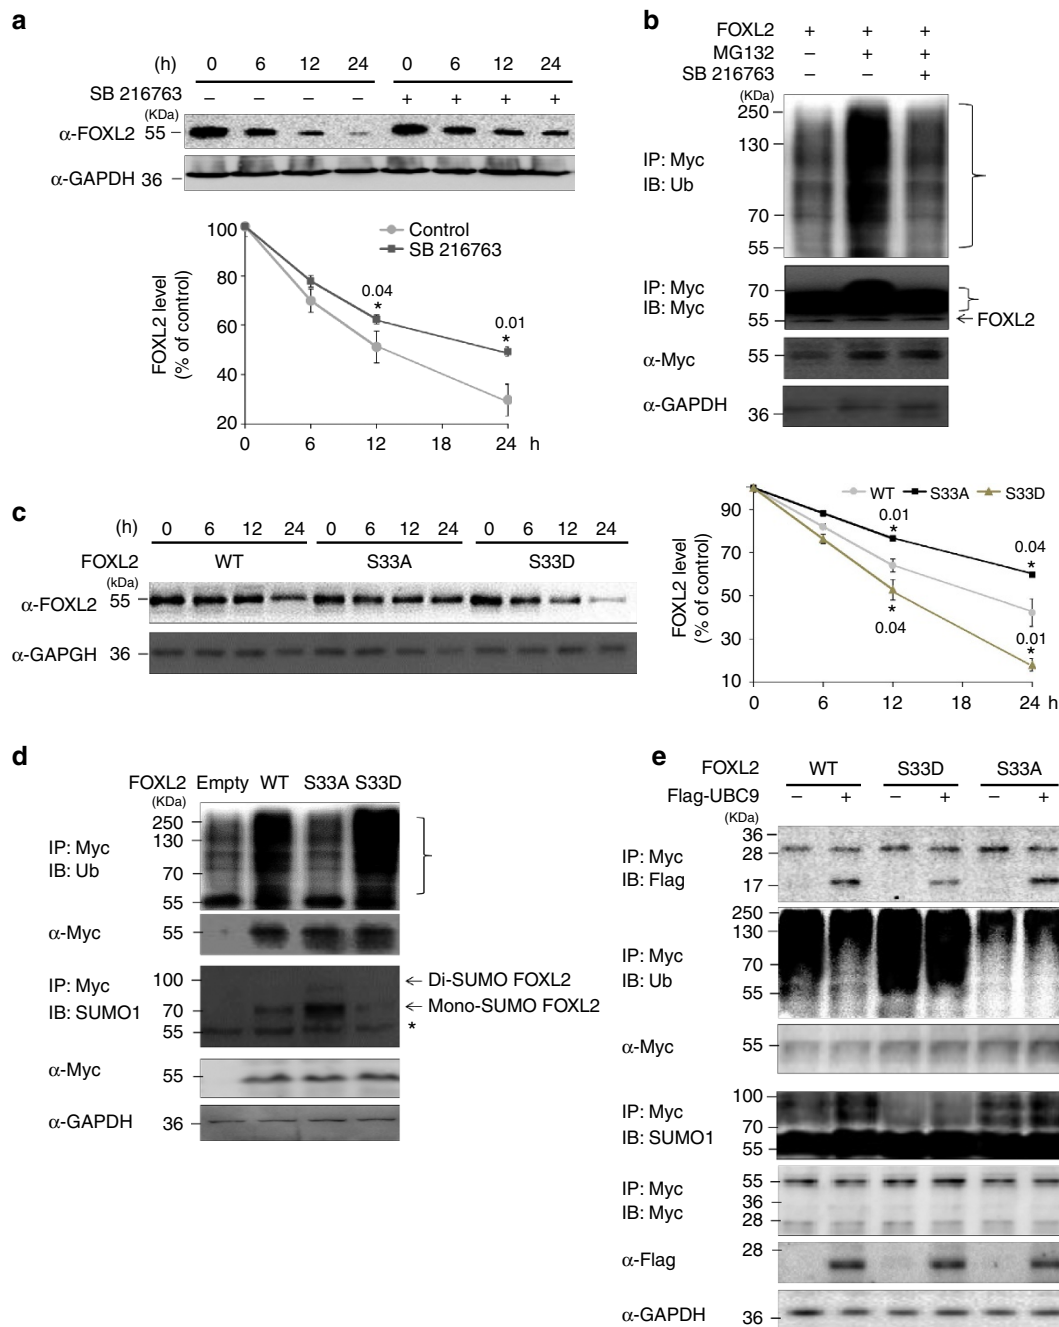 a
(h) 0 6 12 24 0 6 12 24
SB 216763 – – – – + + + +
(KDa)
α-FOXL2 55
α-GAPDH 36
100
80
60
40
20
FOXL2 level
(% of control)
Control
SB 216763
0.04
*
0.01
*
0 6 12 18 24 h
b
FOXL2 + + +
MG132 – + +
SB 216763 – – +
(KDa)
250
130
IP: Myc
IB: Ub
70
55
IP: Myc 70
IB: Myc
55 ← FOXL2
α-Myc 55
α-GAPDH 36
c
(h) 0 6 12 24 0 6 12 24 0 6 12 24
FOXL2 WT S33A S33D
(kDa)
α-FOXL2 55
α-GAPGH 36
WT S33A S33D
90
70
50
30
10
FOXL2 level
(% of control)
0.01
*
0.04
*
*
0.04
0.01
*
0 6 12 18 24 h
d
FOXL2 Empty WT S33A S33D
(KDa)
250
130
IP: Myc
IB: Ub
70
55
α-Myc 55
IP: Myc 100 ← Di-SUMO FOXL2
IB: SUMO1 70 ← Mono-SUMO FOXL2
55 *
α-Myc 55
α-GAPDH 36
e
FOXL2 WT S33D S33A
Flag-UBC9 – + – + – +
(KDa)
36
IP: Myc 28
IB: Flag 17
250
130
IP: Myc
IB: Ub 70
55
α-Myc 55
100
IP: Myc
IB: SUMO1 70
55
IP: Myc 55
IB: Myc 36
28
28
α-Flag
α-GAPDH 36